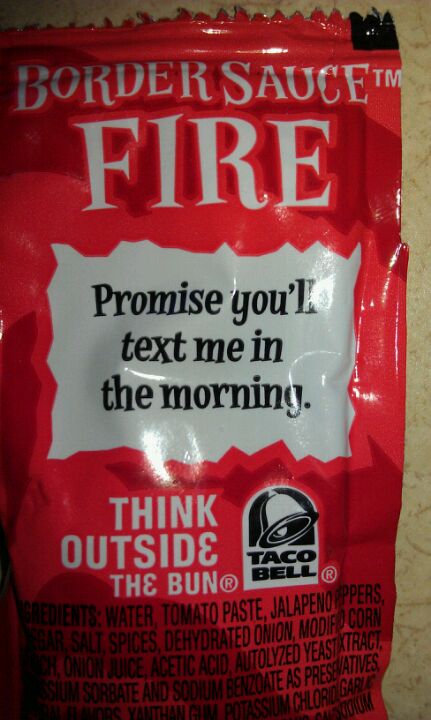 BORDER SAUCE™
FIRE
Promise you'll
text me in
the morning.
THINK
OUTSIDE
THE BUN®
TACO
BELL®
INGREDIENTS: WATER, TOMATO PASTE, JALAPENO PEPPERS,
SALT, SPICES, DEHYDRATED ONION, MODIFIED CORN
ONION JUICE, ACETIC ACID, AUTOLYZED YEAST EXTRACT,
SORBATE AND SODIUM BENZOATE AS PRESERVATIVES,
XANTHAN GUM, POTASSIUM CHLORIDE, GARLIC